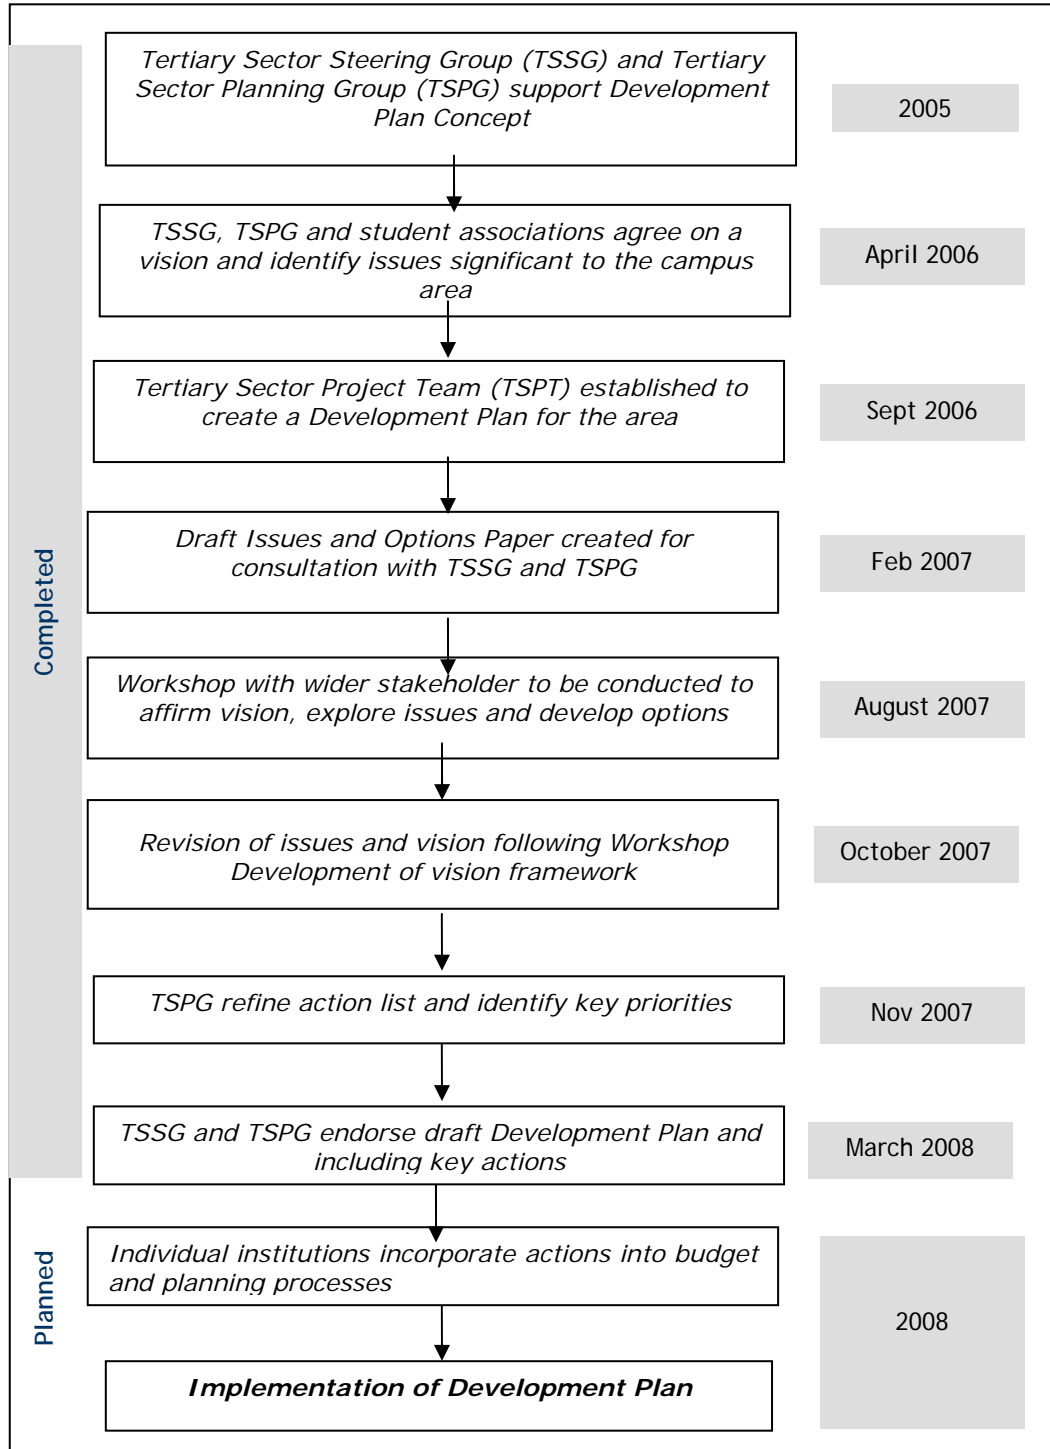 Tertiary Sector Steering Group (TSSG) and Tertiary
Sector Planning Group (TSPG) support Development
Plan Concept
2005
TSSG, TSPG and student associations agree on a
vision and identify issues significant to the campus
area
April 2006
Tertiary Sector Project Team (TSPT) established to
create a Development Plan for the area
Sept 2006
Draft Issues and Options Paper created for
consultation with TSSG and TSPG
Feb 2007
Completed
Workshop with wider stakeholder to be conducted to
affirm vision, explore issues and develop options
August 2007
Revision of issues and vision following Workshop
Development of vision framework
October 2007
TSPG refine action list and identify key priorities
Nov 2007
TSSG and TSPG endorse draft Development Plan and
including key actions
March 2008
Planned
Individual institutions incorporate actions into budget
and planning processes
2008
Implementation of Development Plan